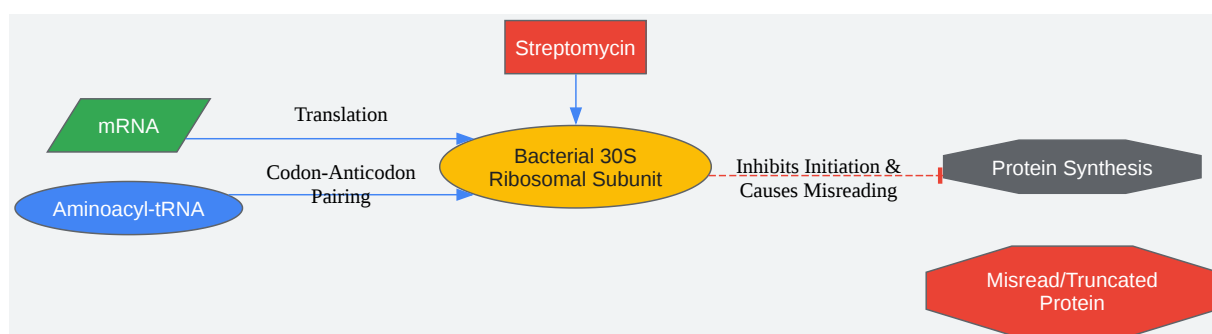 Streptomycin
mRNA
Translation
Aminoacyl-tRNA
Codon-Anticodon
Pairing
Bacterial 30S
Ribosomal Subunit
Inhibits Initiation &
Causes Misreading
Protein Synthesis
Misread/Truncated
Protein